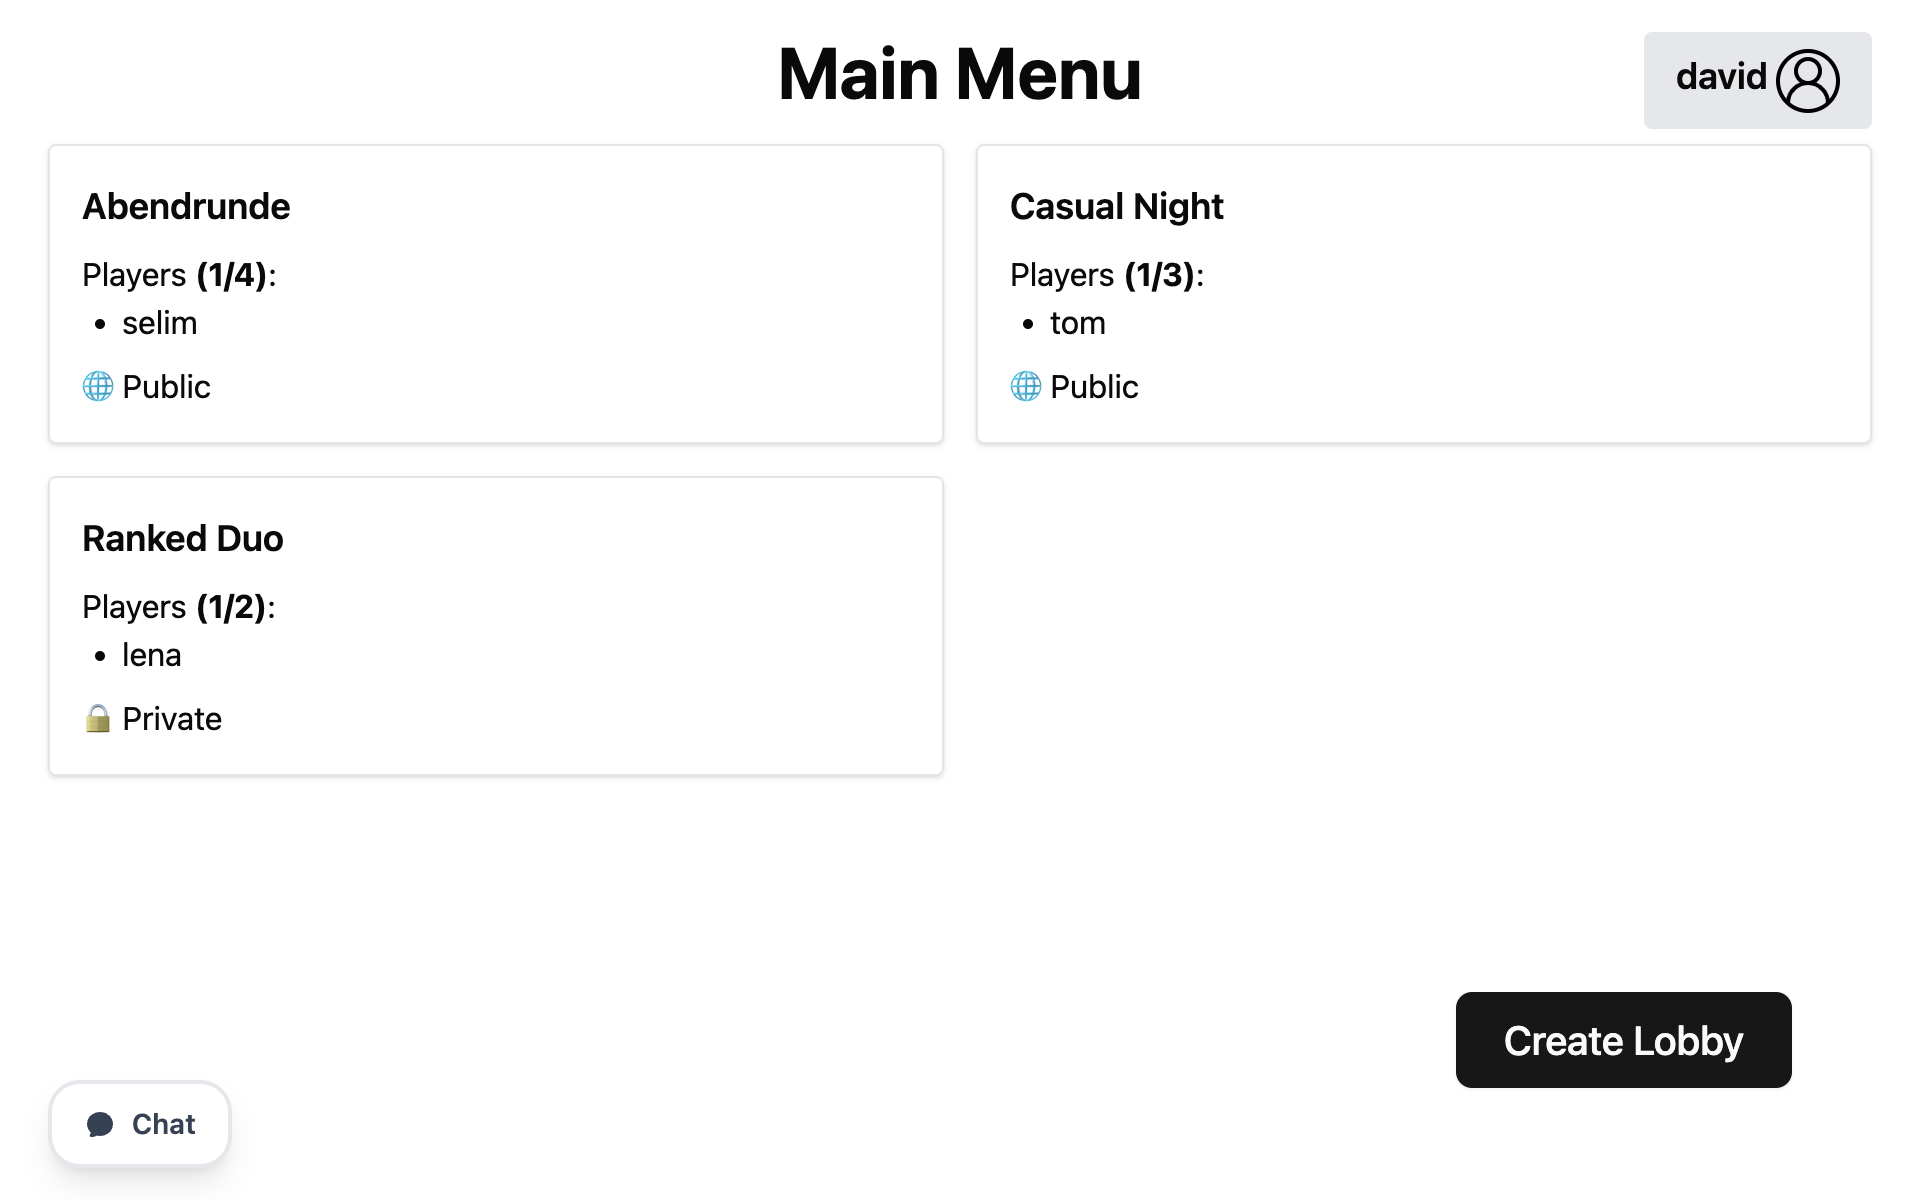 Main Menu
david
Abendrunde
Players (1/4):
• selim
🌐 Public
Casual Night
Players (1/3):
• tom
🌐 Public
Ranked Duo
Players (1/2):
• lena
🔒 Private
Create Lobby
Chat